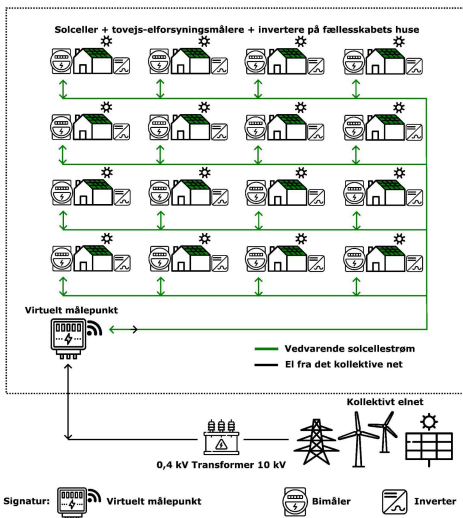 Solceller + tovejs-elforsyningsmålere + invertere på fællesskabets huse
Virtuelt målepunkt
Vedvarende solcellestrøm
El fra det kollektive net
Kollektivt elnet
0,4 kV Transformer 10 kV
Signatur: Virtuelt målepunkt Bimåler Inverter